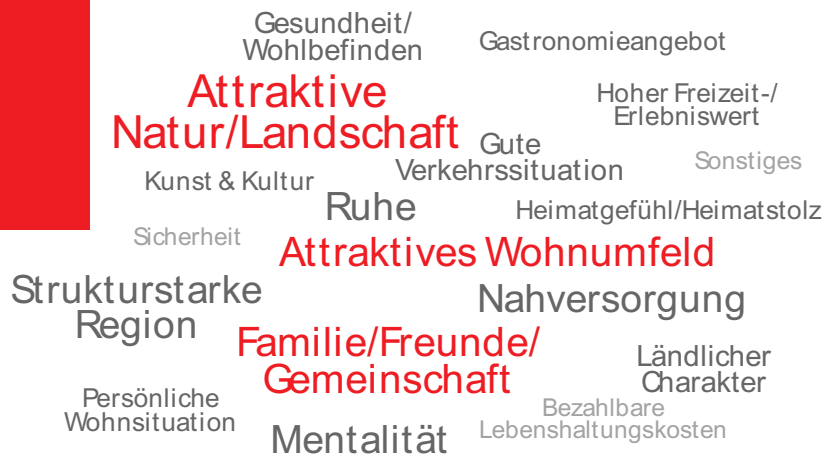 Gesundheit/
Wohlbefinden
Gastronomieangebot
Attraktive
Natur/Landschaft
Hoher Freizeit-/
Erlebniswert
Gute
Verkehrssituation
Sonstiges
Kunst & Kultur
Ruhe
Heimatgefühl/Heimatstolz
Sicherheit
Attraktives Wohnumfeld
Strukturstarke
Region
Nahversorgung
Familie/Freunde/
Gemeinschaft
Ländlicher
Charakter
Persönliche
Wohnsituation
Mentalität
Bezahlbare
Lebenshaltungskosten